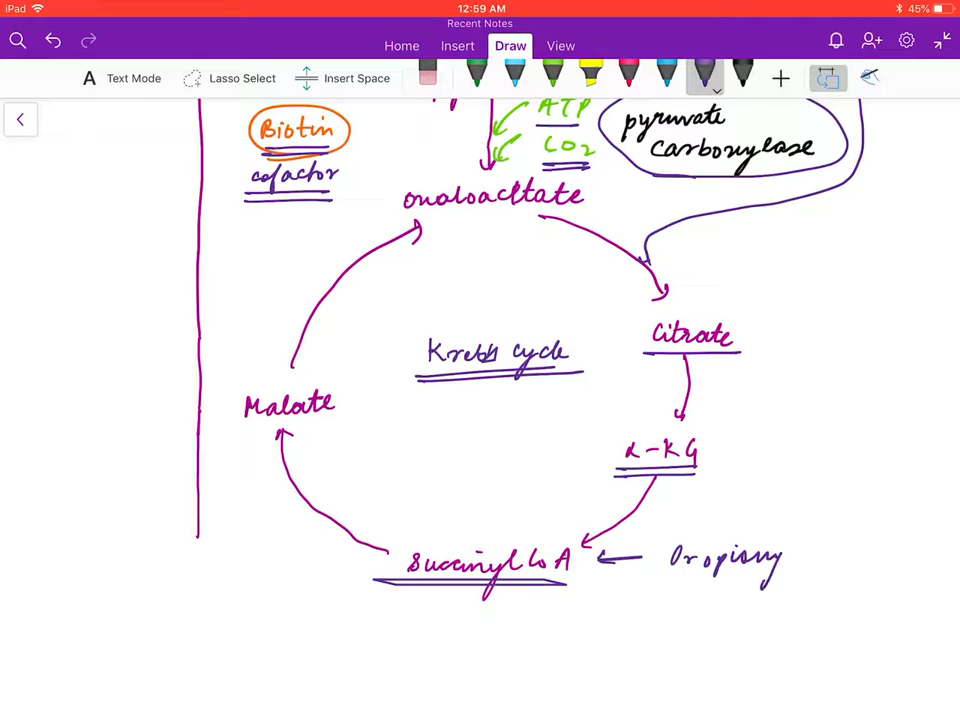 iPad 12:59 AM 45%
Recent Notes
Home Insert Draw View
A Text Mode Lasso Select Insert Space
ATP
CO2
Biotin
cofactor
pyruvate
carboxylase
Oxaloacetate
Citrate
Krebs cycle
Malate
α-KG
Succinyl CoA ← Propiony